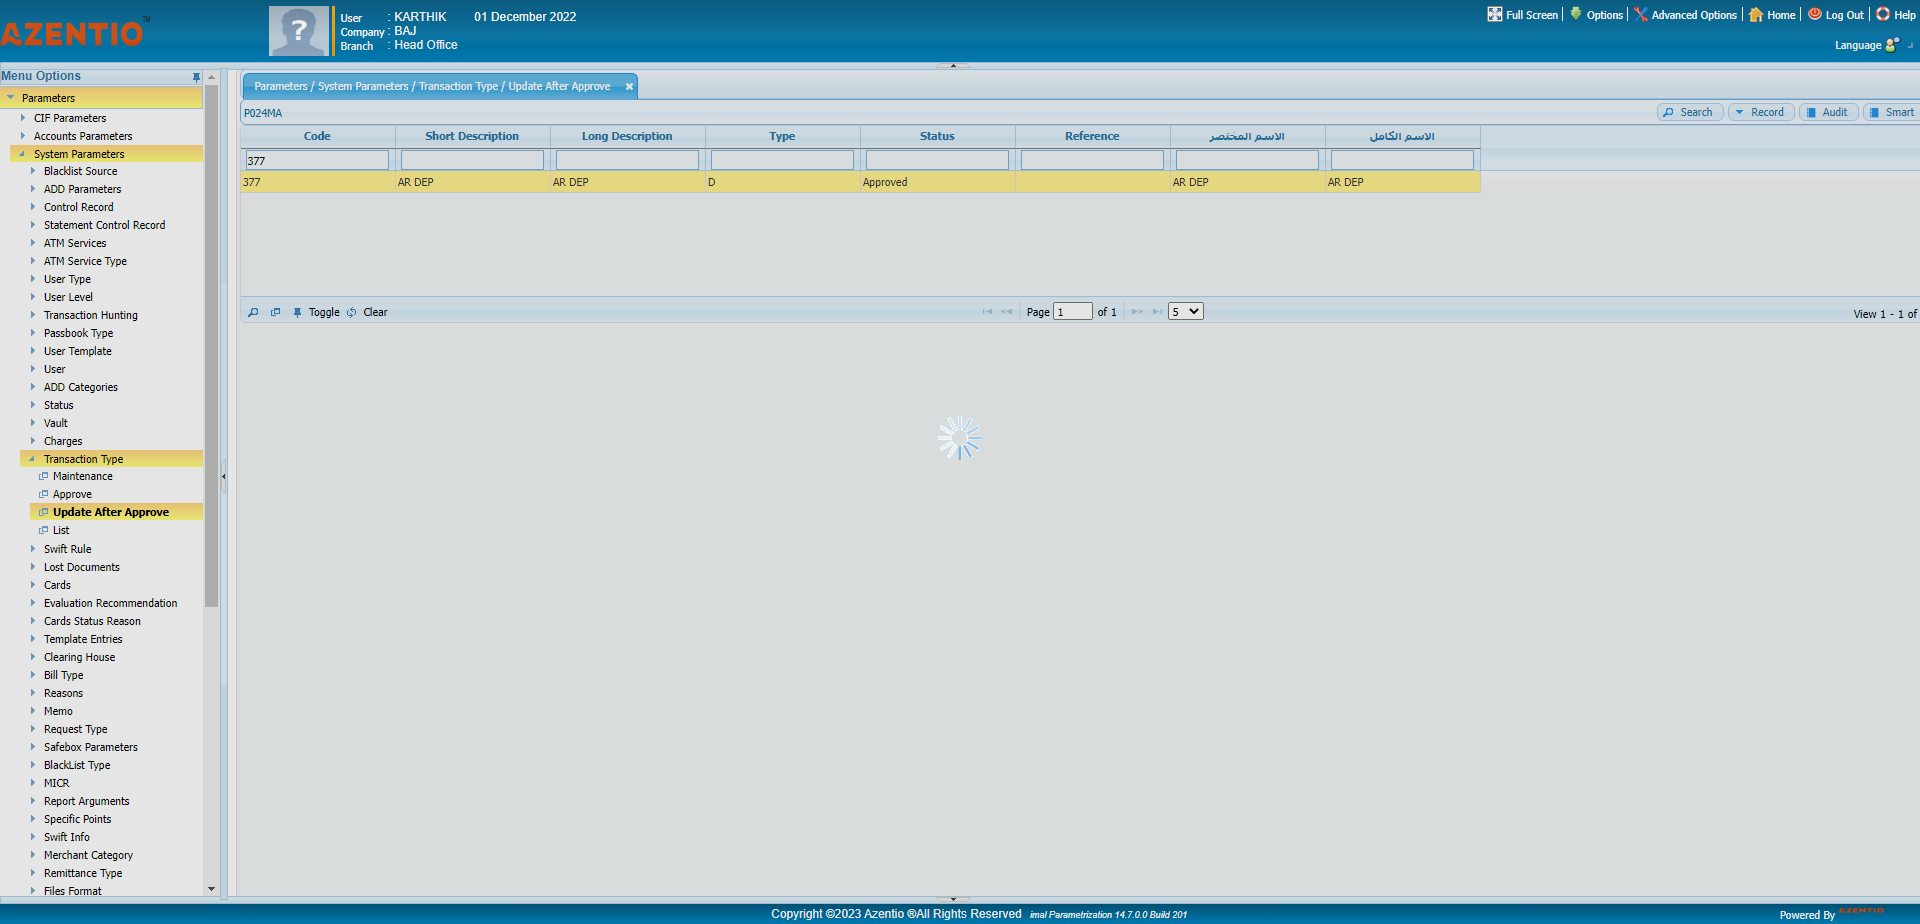 AZENTIO™
User : KARTHIK 01 December 2022
Company : BAJ
Branch : Head Office
Full Screen Options Advanced Options Home Log Out Help
Language
Menu Options
Parameters
CIF Parameters
Accounts Parameters
System Parameters
Blacklist Source
ADD Parameters
Control Record
Statement Control Record
ATM Services
ATM Service Type
User Type
User Level
Transaction Hunting
Passbook Type
User Template
User
ADD Categories
Status
Vault
Charges
Transaction Type
Maintenance
Approve
Update After Approve
List
Swift Rule
Lost Documents
Cards
Evaluation Recommendation
Cards Status Reason
Template Entries
Clearing House
Bill Type
Reasons
Memo
Request Type
Safebox Parameters
BlackList Type
MICR
Report Arguments
Specific Points
Swift Info
Merchant Category
Remittance Type
Files Format
Parameters / System Parameters / Transaction Type / Update After Approve
P024MA
Search Record Audit Smart
Code Short Description Long Description Type Status Reference الاسم المختصر الاسم الكامل
377
377 AR DEP AR DEP D Approved AR DEP AR DEP
Toggle Clear
Page 1 of 1
5
View 1 - 1 of
Copyright ©2023 Azentio ®All Rights Reserved imal Parametrization 14.7.0.0 Build 201
Powered By AZENTIO